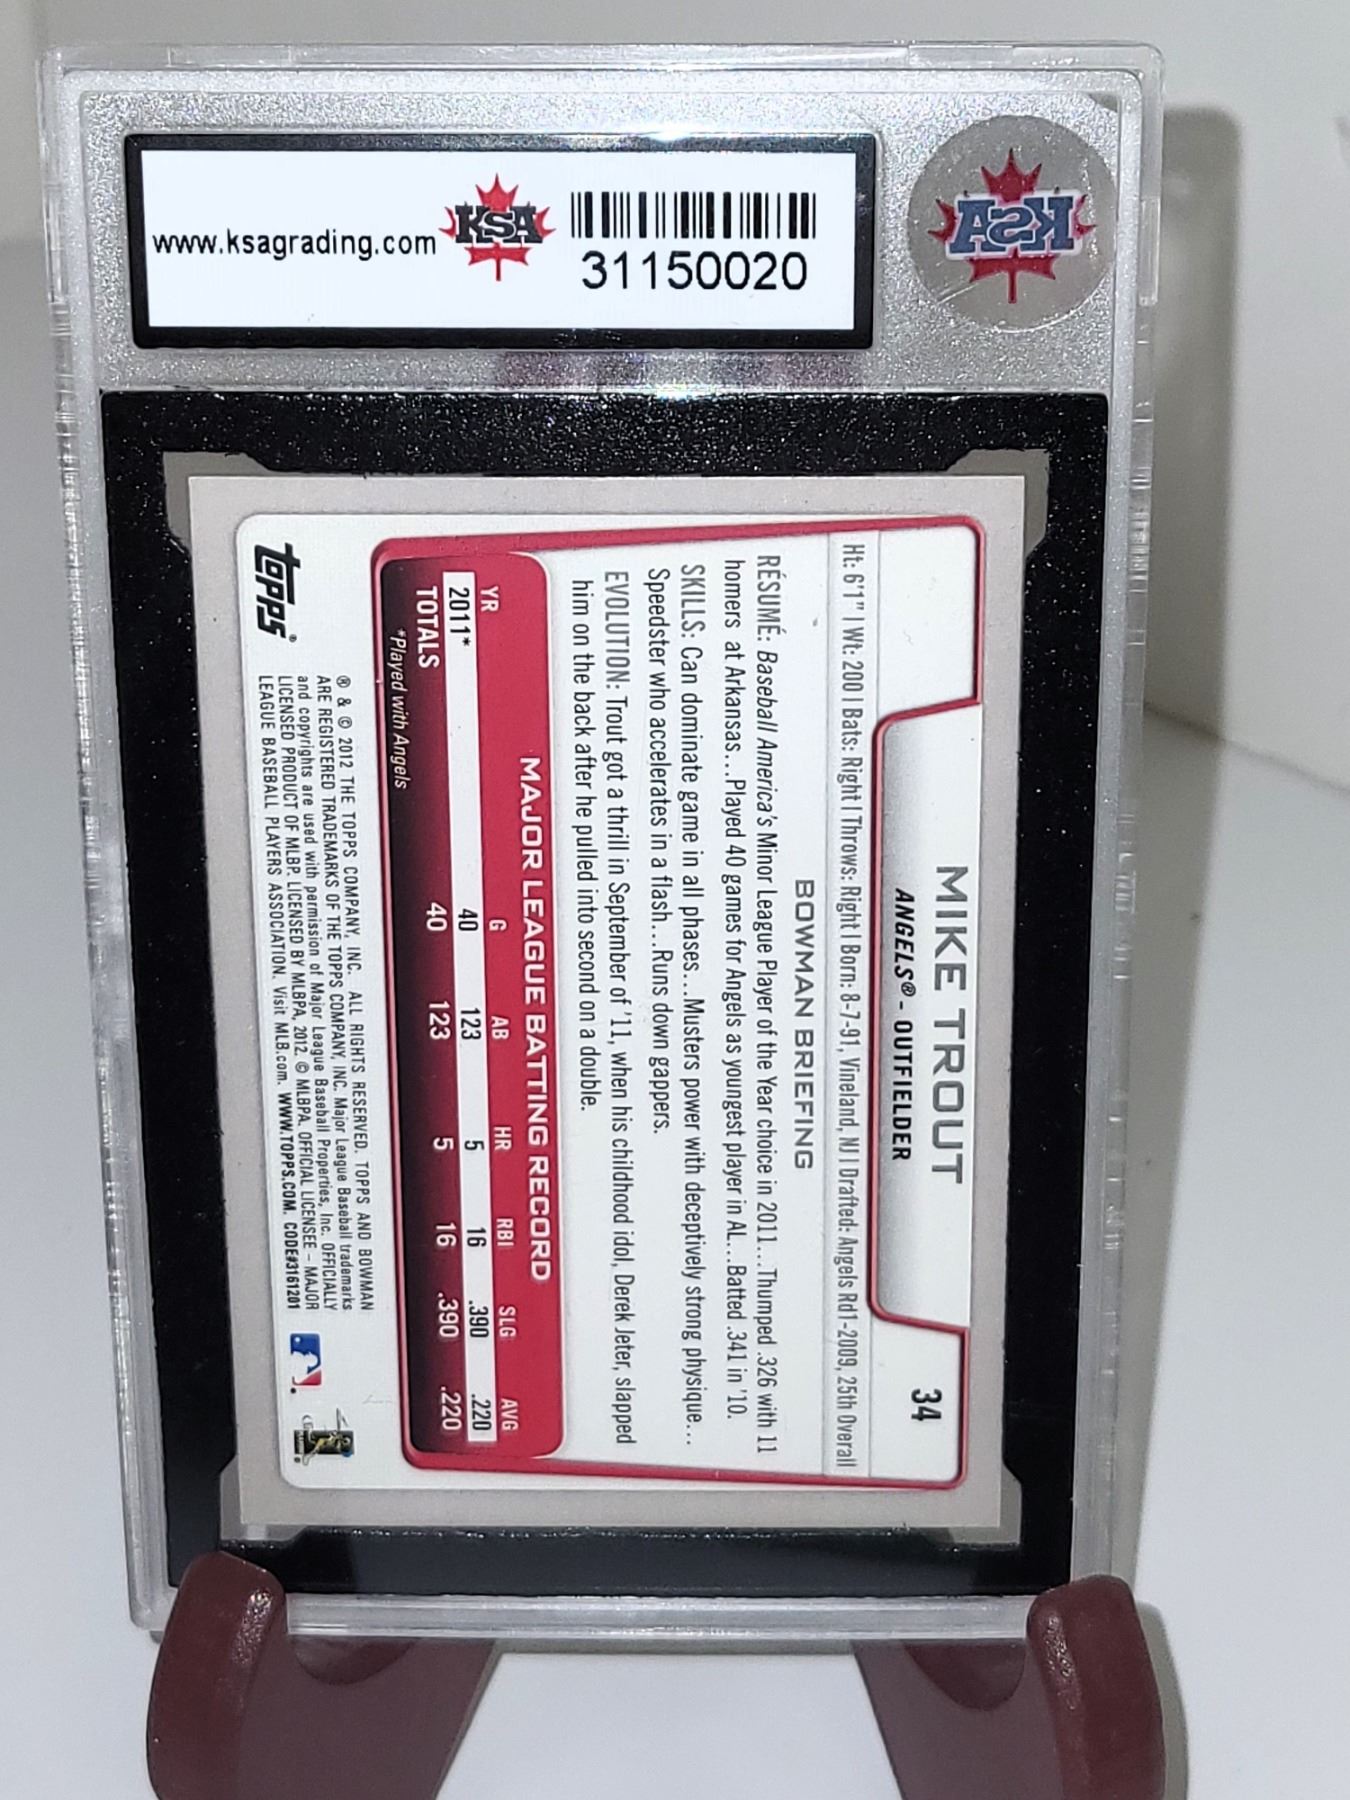 www.ksagrading.com
KSA
31150020
KSA
34
MIKE TROUT
ANGELS® - OUTFIELDER
Ht: 6'1" | Wt: 200 | Bats: Right | Throws: Right | Born: 8-7-91, Vineland, NJ | Drafted: Angels Rd1-2009, 25th Overall
BOWMAN BRIEFING
RÉSUMÉ: Baseball America's Minor League Player of the Year choice in 2011...Thumped .326 with 11
homers at Arkansas...Played 40 games for Angels as youngest player in AL...Batted .341 in '10.
SKILLS: Can dominate game in all phases...Musters power with deceptively strong physique...
Speedster who accelerates in a flash...Runs down gappers.
EVOLUTION: Trout got a thrill in September of '11, when his childhood idol, Derek Jeter, slapped
him on the back after he pulled into second on a double.
MAJOR LEAGUE BATTING RECORD
YR G AB HR RBI SLG AVG
2011* 40 123 5 16 .390 .220
TOTALS 40 123 5 16 .390 .220
*Played with Angels
® & © 2012 THE TOPPS COMPANY, INC. ALL RIGHTS RESERVED. TOPPS AND BOWMAN
ARE REGISTERED TRADEMARKS OF THE TOPPS COMPANY, INC. Major League Baseball trademarks
and copyrights are used with permission of Major League Baseball Properties, Inc. OFFICIALLY
LICENSED PRODUCT OF MLBP. LICENSED BY MLBPA, 2012. © MLBPA. OFFICIAL LICENSEE – MAJOR
LEAGUE BASEBALL PLAYERS ASSOCIATION. Visit MLB.com. WWW.TOPPS.COM. CODE#3161201
topps®